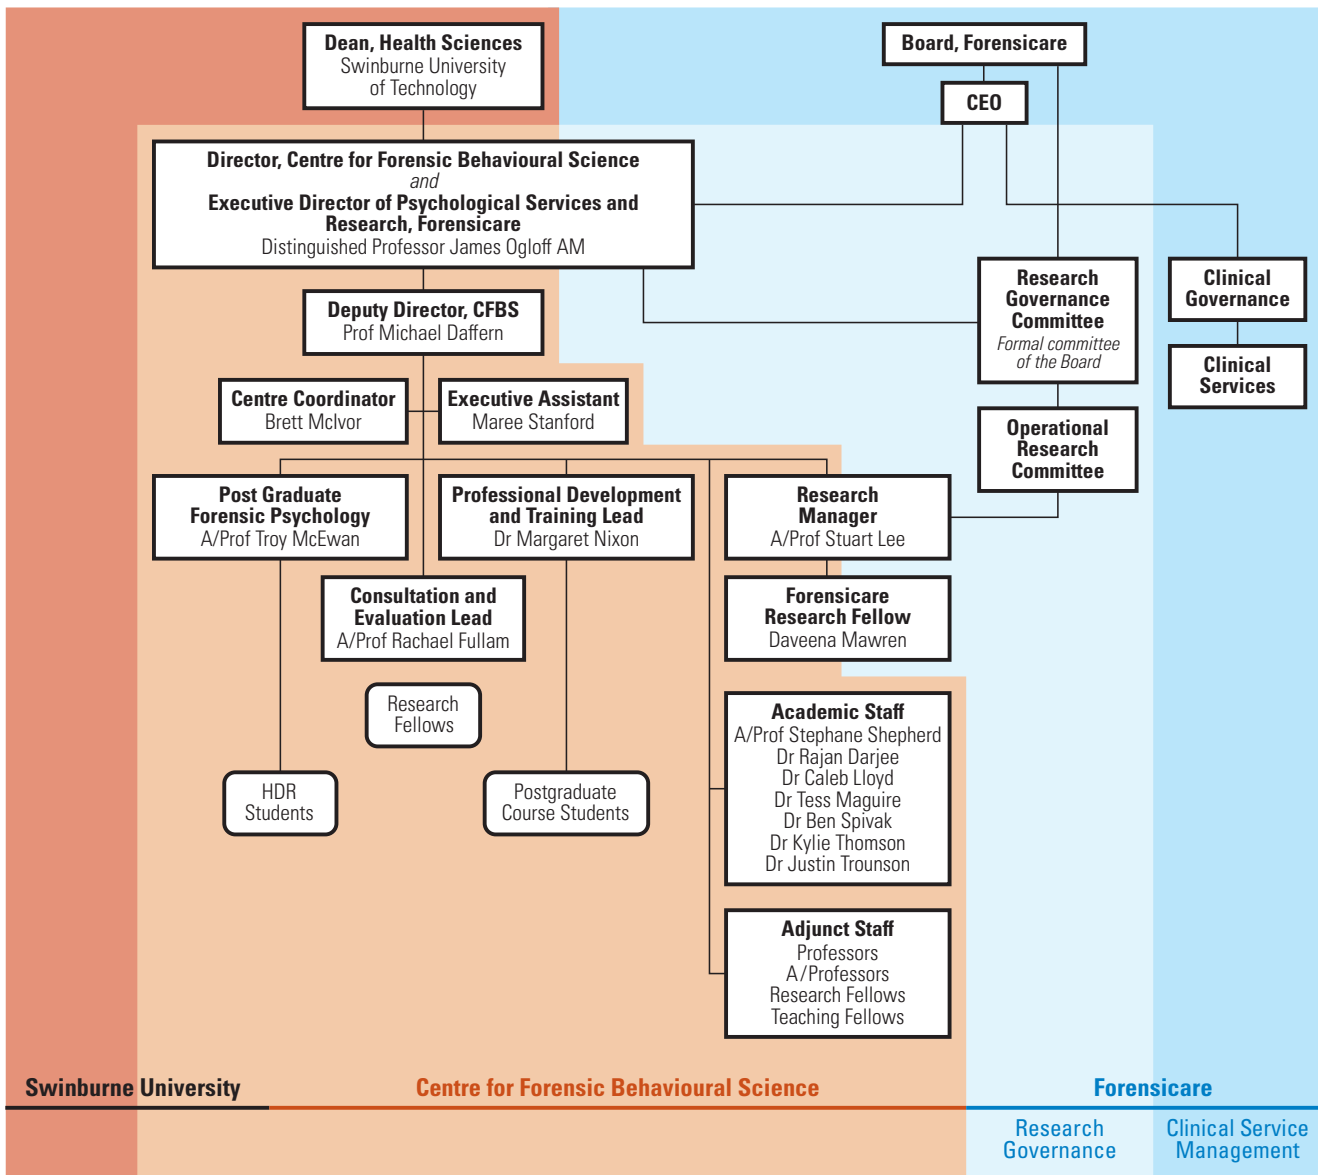 Dean, Health Sciences
Swinburne University
of Technology
Board, Forensicare
CEO
Director, Centre for Forensic Behavioural Science
and
Executive Director of Psychological Services and
Research, Forensicare
Distinguished Professor James Ogloff AM
Deputy Director, CFBS
Prof Michael Daffern
Research
Governance
Committee
Formal committee
of the Board
Clinical
Governance
Clinical
Services
Centre Coordinator
Brett McIvor
Executive Assistant
Maree Stanford
Operational
Research
Committee
Post Graduate
Forensic Psychology
A/Prof Troy McEwan
Professional Development
and Training Lead
Dr Margaret Nixon
Research
Manager
A/Prof Stuart Lee
Consultation and
Evaluation Lead
A/Prof Rachael Fullam
Forensicare
Research Fellow
Daveena Mawren
Research
Fellows
HDR
Students
Postgraduate
Course Students
Academic Staff
A/Prof Stephane Shepherd
Dr Rajan Darjee
Dr Caleb Lloyd
Dr Tess Maguire
Dr Ben Spivak
Dr Kylie Thomson
Dr Justin Trounson
Adjunct Staff
Professors
A/Professors
Research Fellows
Teaching Fellows
Swinburne University
Centre for Forensic Behavioural Science
Forensicare
Research
Governance
Clinical Service
Management